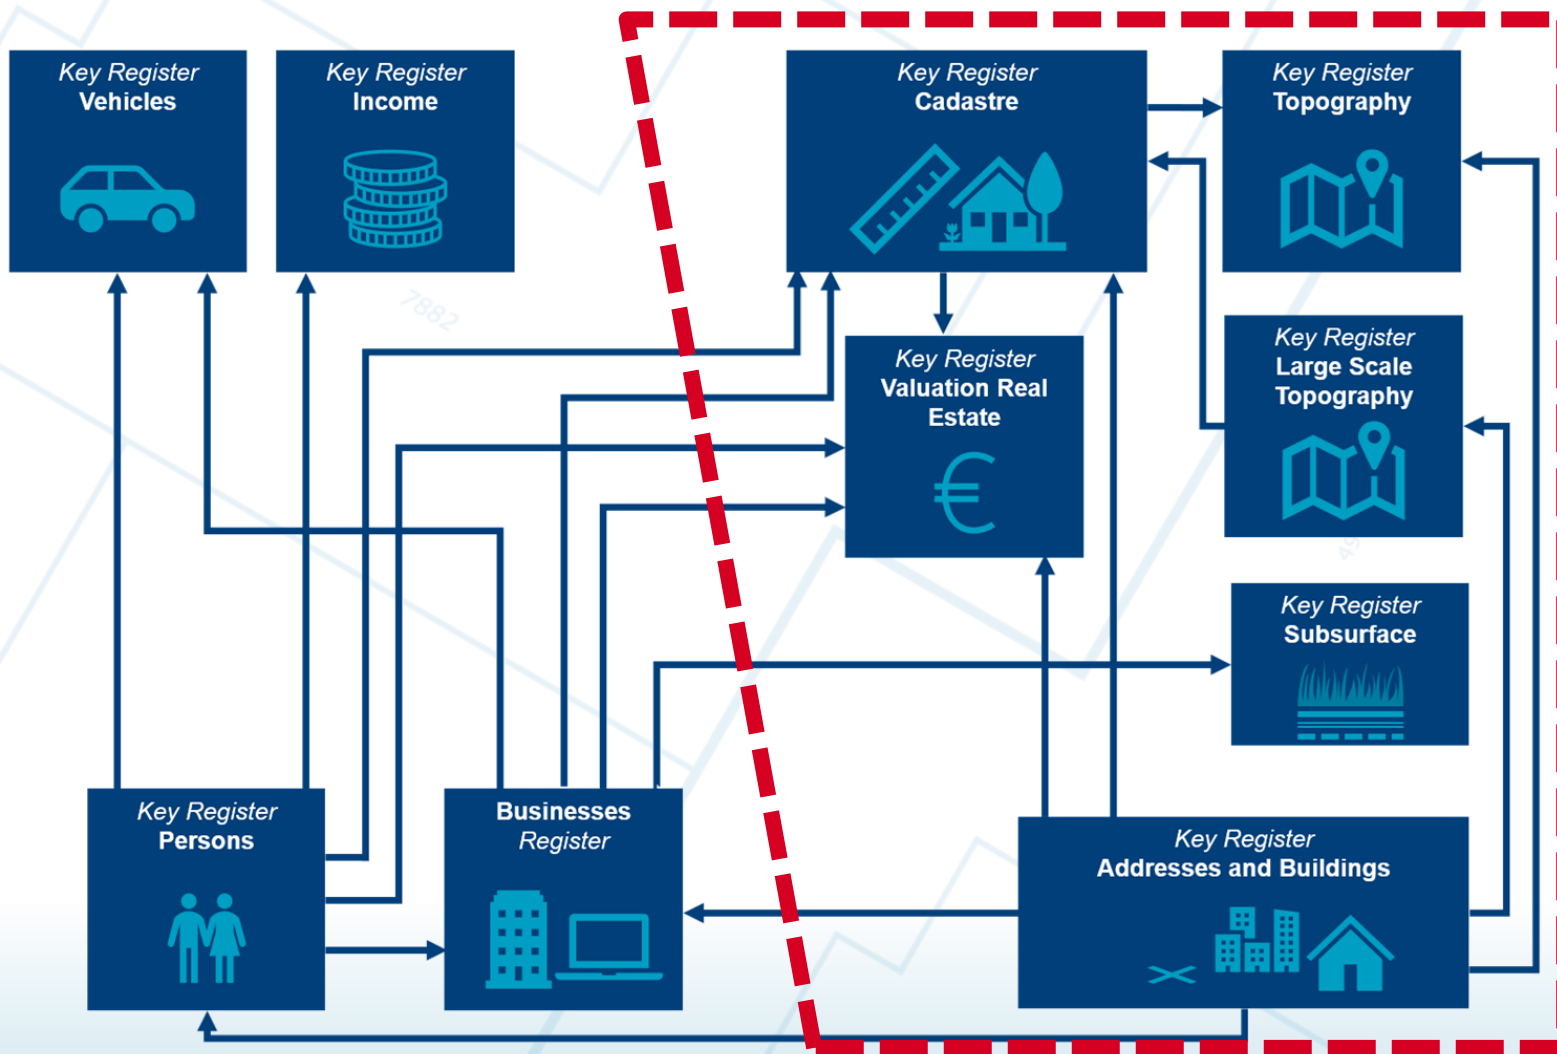 Key Register
Vehicles
Key Register
Income
Key Register
Cadastre
Key Register
Topography
7882
Key Register
Valuation Real
Estate
€
Key Register
Large Scale
Topography
Key Register
Subsurface
Key Register
Persons
Businesses
Register
Key Register
Addresses and Buildings